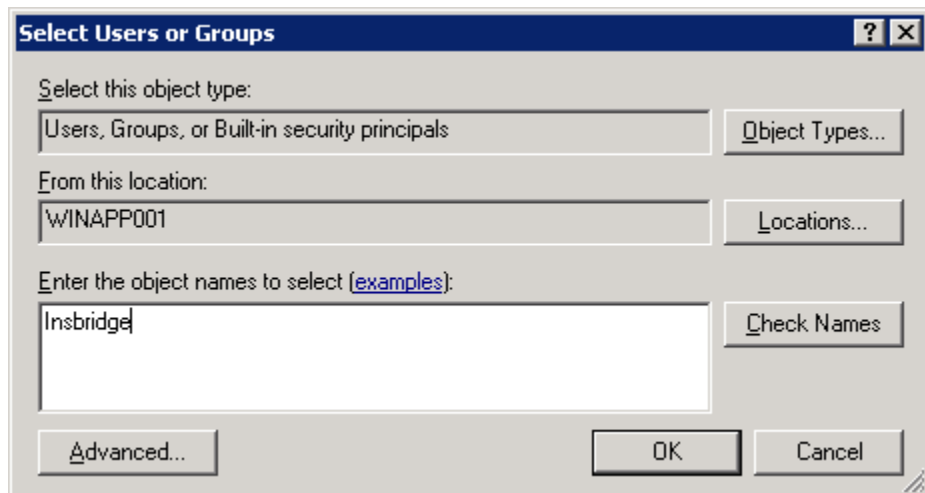 Select Users or Groups
Select this object type:
Users, Groups, or Built-in security principals
Object Types...
From this location:
WINAPP001
Locations...
Enter the object names to select (examples):
Insbridge
Check Names
Advanced...
OK
Cancel